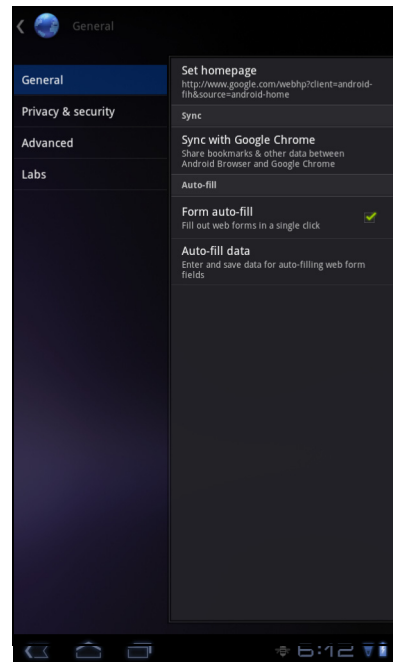 General
General
Privacy & security
Advanced
Labs
Set homepage
http://www.google.com/webhp?client=android-
fih&source=android-home
Sync
Sync with Google Chrome
Share bookmarks & other data between
Android Browser and Google Chrome
Auto-fill
Form auto-fill
Fill out web forms in a single click
Auto-fill data
Enter and save data for auto-filling web form
fields
6:12